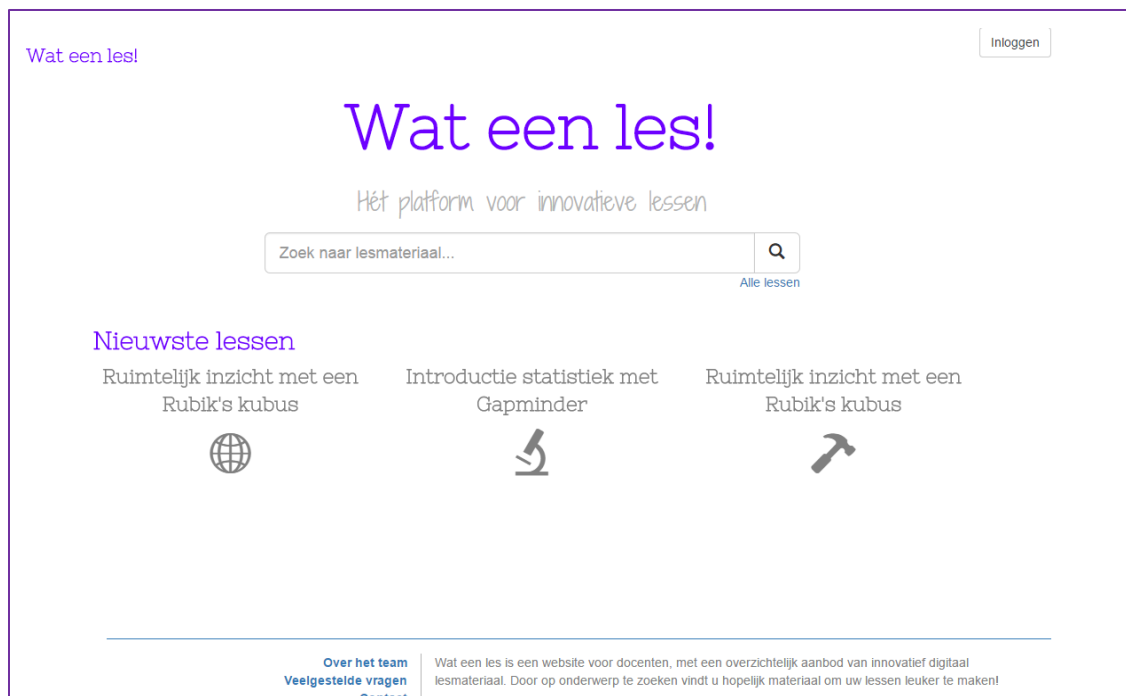 Inloggen
Wat een les!
Wat een les!
Hét platform voor innovatieve lessen
Zoek naar lesmateriaal...
Alle lessen
Nieuwste lessen
Ruimtelijk inzicht met een
Rubik's kubus
Introductie statistiek met
Gapminder
Ruimtelijk inzicht met een
Rubik's kubus
Over het team
Veelgestelde vragen
Contact
Wat een les is een website voor docenten, met een overzichtelijk aanbod van innovatief digitaal
lesmateriaal. Door op onderwerp te zoeken vindt u hopelijk materiaal om uw lessen leuker te maken!